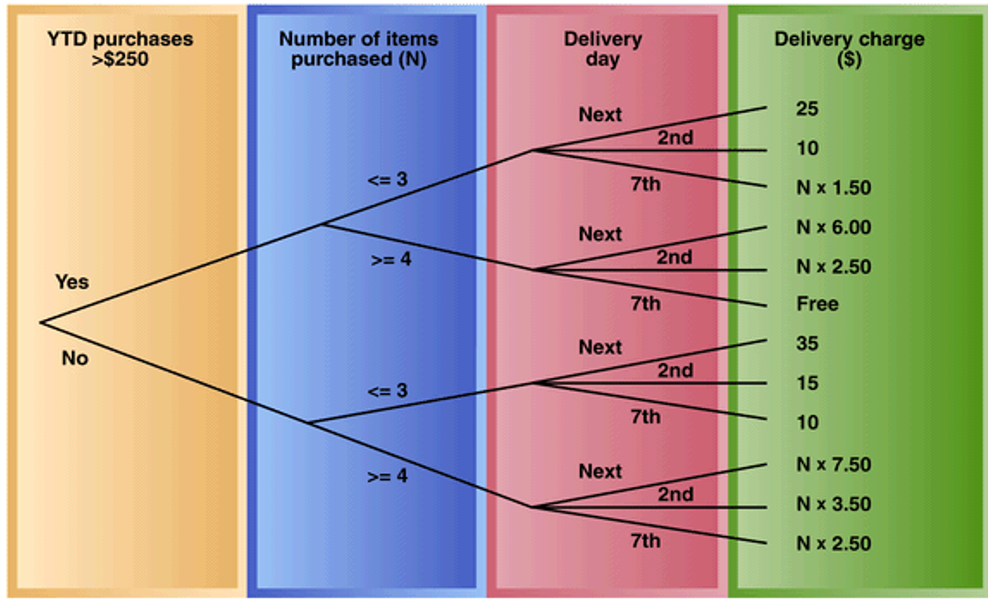 YTD purchases
>$250
Number of items
purchased (N)
Delivery
day
Delivery charge
($)
Next
25
2nd
10
<= 3
7th
N x 1.50
Next
N x 6.00
>= 4
2nd
N x 2.50
Yes
7th
Free
Next
35
No
2nd
15
<= 3
7th
10
Next
N x 7.50
>= 4
2nd
N x 3.50
7th
N x 2.50